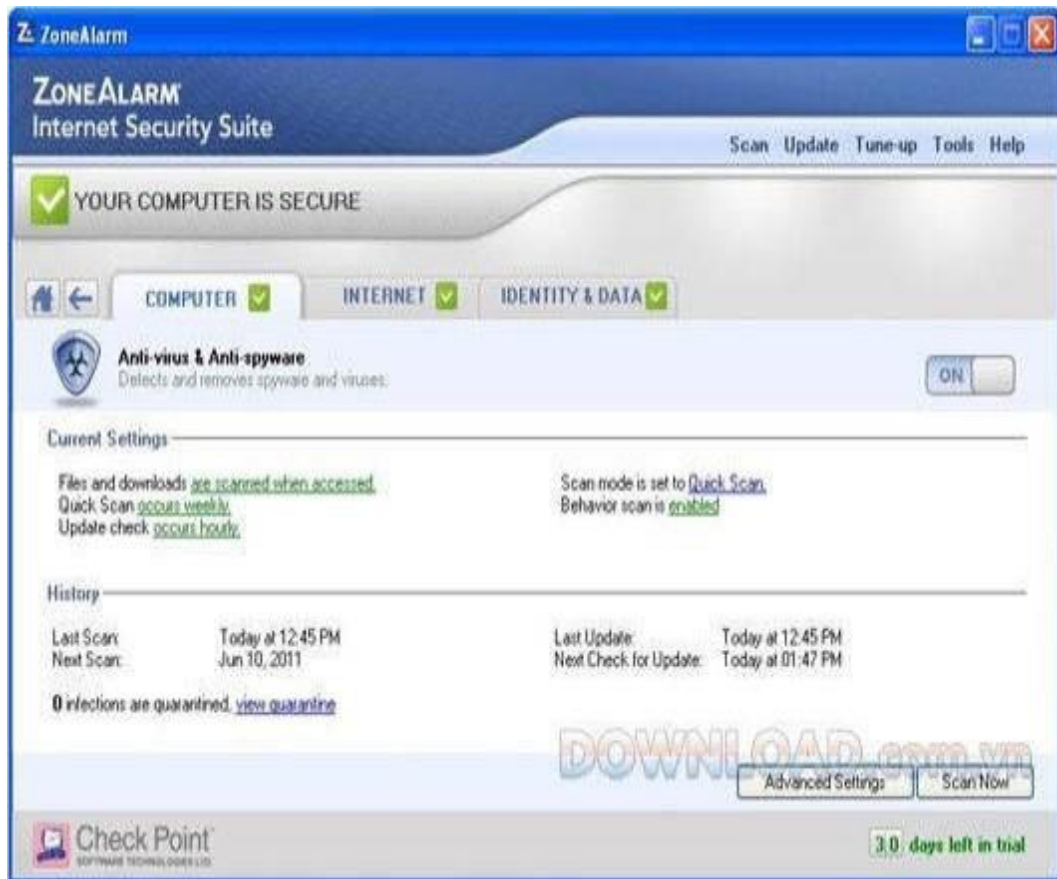 ZoneAlarm
ZONEALARM
Internet Security Suite
Scan Update Tune-up Tools Help
YOUR COMPUTER IS SECURE
COMPUTER INTERNET IDENTITY & DATA
Anti-virus & Anti-spyware
Detects and removes spyware and viruses.
ON
Current Settings
Files and downloads are scanned when accessed. Scan mode is set to Quick Scan.
Quick Scan occurs weekly. Behavior scan is enabled
Update check occurs hourly.
History
Last Scan: Today at 12:45 PM Last Update: Today at 12:45 PM
Next Scan: Jun 10, 2011 Next Check for Update: Today at 01:47 PM
0 infections are quarantined. view quarantine
DOWNLOAD.com.vn
Advanced Settings Scan Now
Check Point
SOFTWARE TECHNOLOGIES LTD.
30 days left in trial